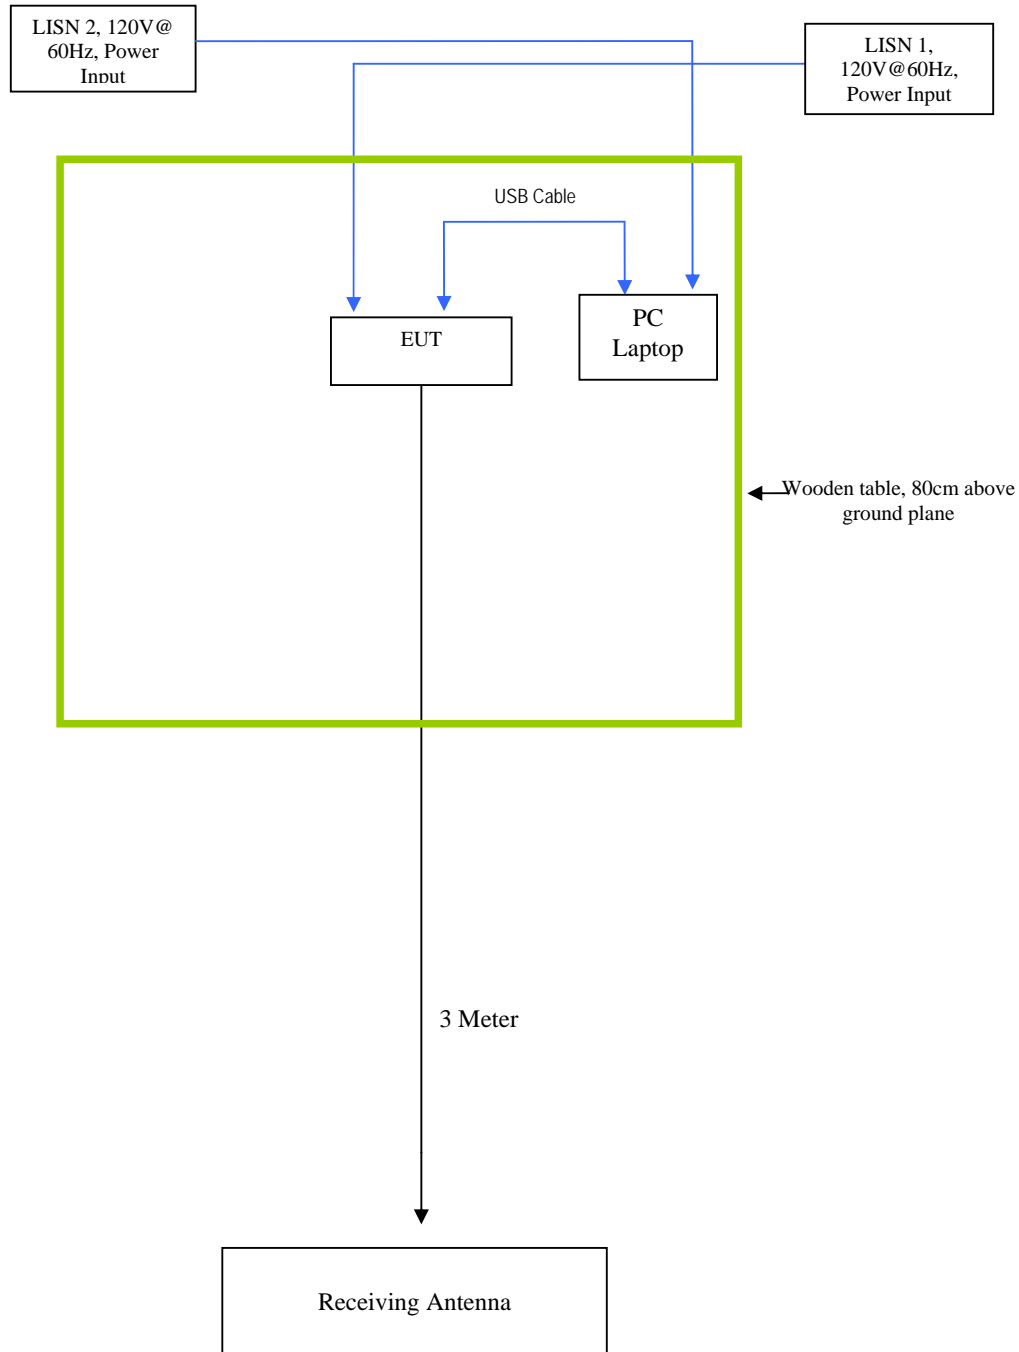 LISN 2, 120V@
60Hz, Power
Input
LISN 1,
120V@60Hz,
Power Input
USB Cable
EUT
PC
Laptop
Wooden table, 80cm above
ground plane
3 Meter
Receiving Antenna